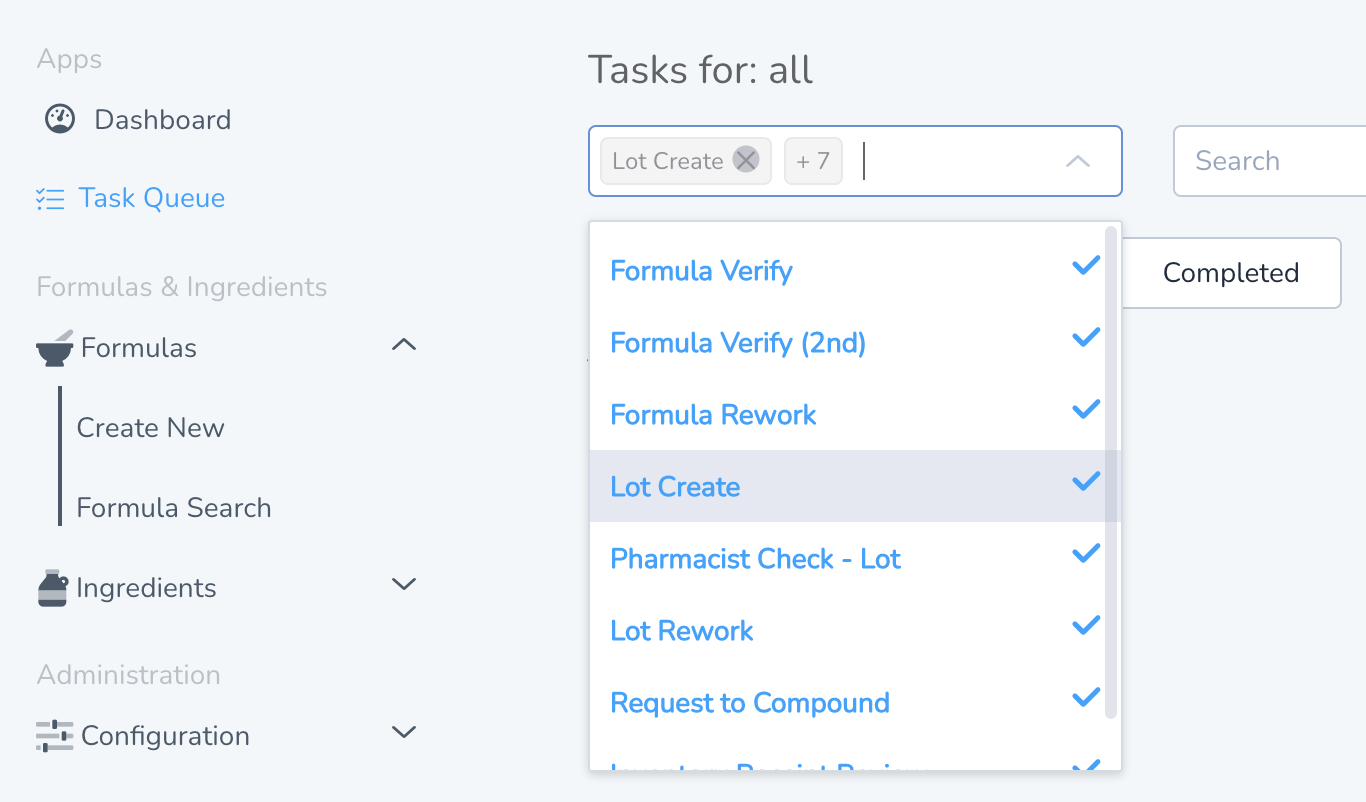 Apps
Dashboard
Task Queue
Formulas & Ingredients
Formulas
Create New
Formula Search
Ingredients
Administration
Configuration
Tasks for: all
Lot Create
+ 7
Search
Completed
Formula Verify
Formula Verify (2nd)
Formula Rework
Lot Create
Pharmacist Check - Lot
Lot Rework
Request to Compound